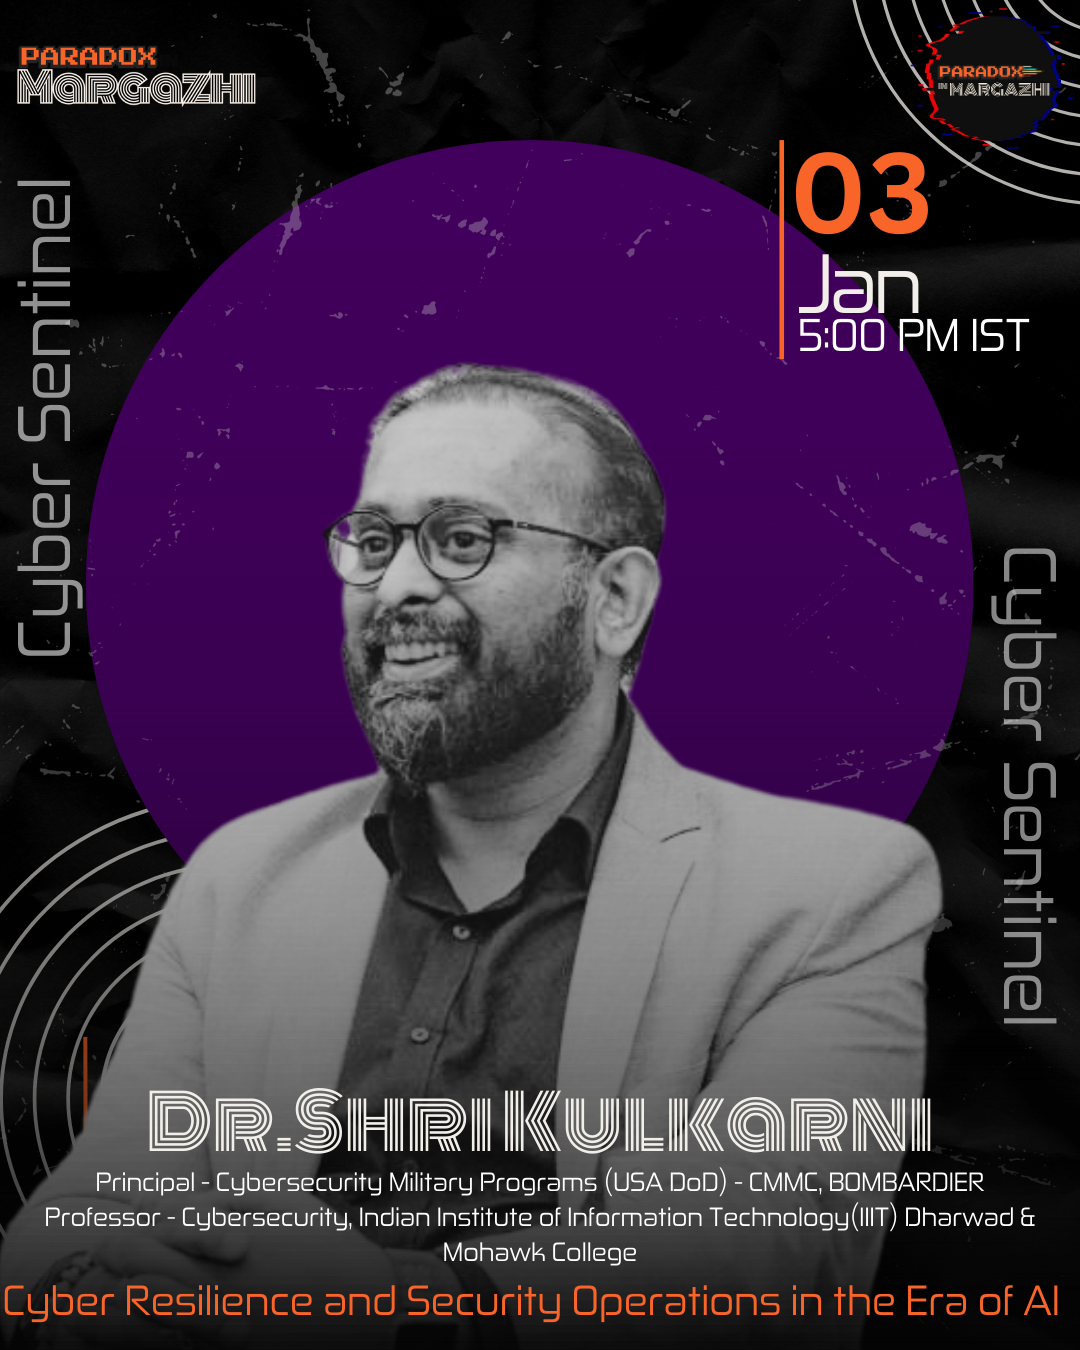 PARADOX
MARGAZHI
PARADOX
IN MARGAZHI
03
Jan
5:00 PM IST
Cyber Sentinel
Cyber Sentinel
DR.SHRI KULKARNI
Principal - Cybersecurity Military Programs (USA DoD) - CMMC, BOMBARDIER
Professor - Cybersecurity, Indian Institute of Information Technology(IIIT) Dharwad &
Mohawk College
Cyber Resilience and Security Operations in the Era of AI